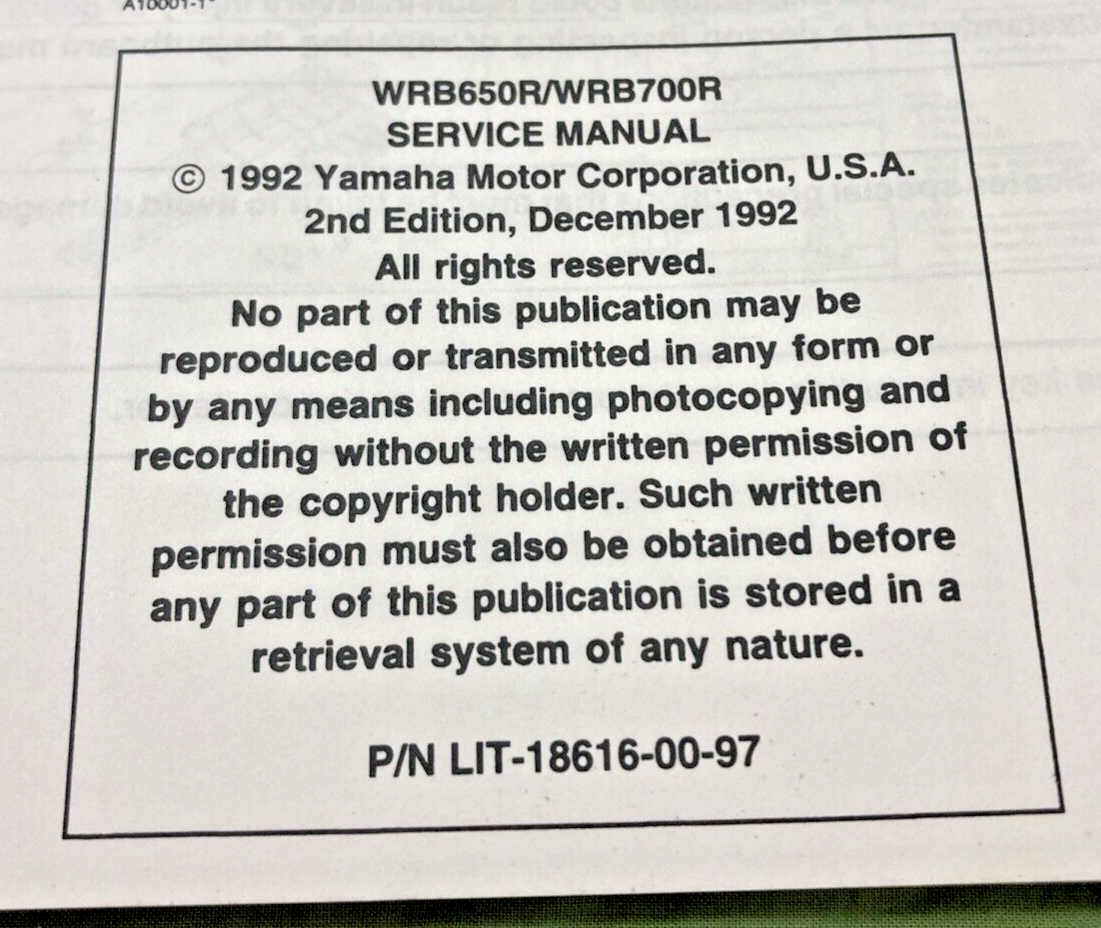 A10001-1*
WRB650R/WRB700R
SERVICE MANUAL
© 1992 Yamaha Motor Corporation, U.S.A.
2nd Edition, December 1992
All rights reserved.
No part of this publication may be
reproduced or transmitted in any form or
by any means including photocopying and
recording without the written permission of
the copyright holder. Such written
permission must also be obtained before
any part of this publication is stored in a
retrieval system of any nature.
P/N LIT-18616-00-97